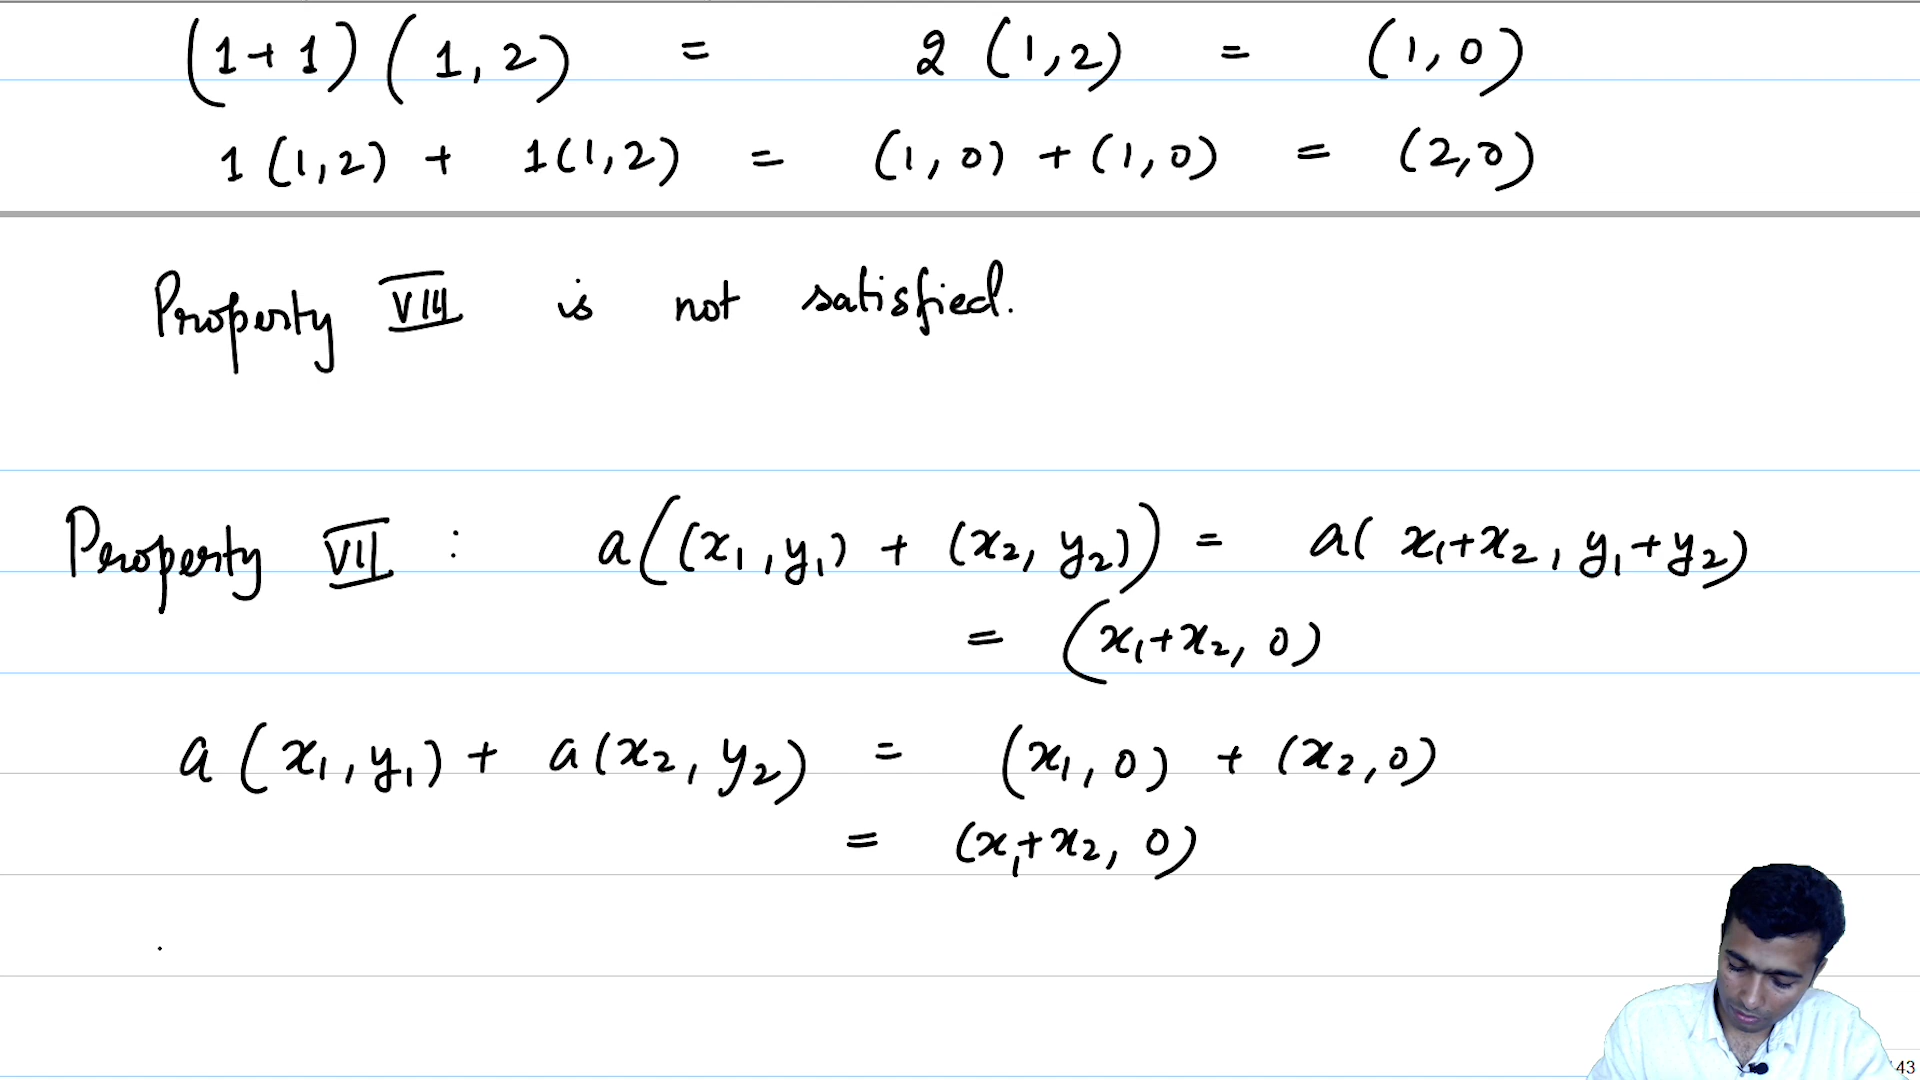 (1+1)(1,2) = 2(1,2) = (1,0)
1(1,2) + 1(1,2) = (1,0) + (1,0) = (2,0)
Property VIII is not satisfied.
Property VII : a((x₁,y₁) + (x₂,y₂)) = a(x₁+x₂, y₁+y₂)
= (x₁+x₂, 0)
a(x₁,y₁) + a(x₂,y₂) = (x₁,0) + (x₂,0)
= (x₁+x₂, 0)
43